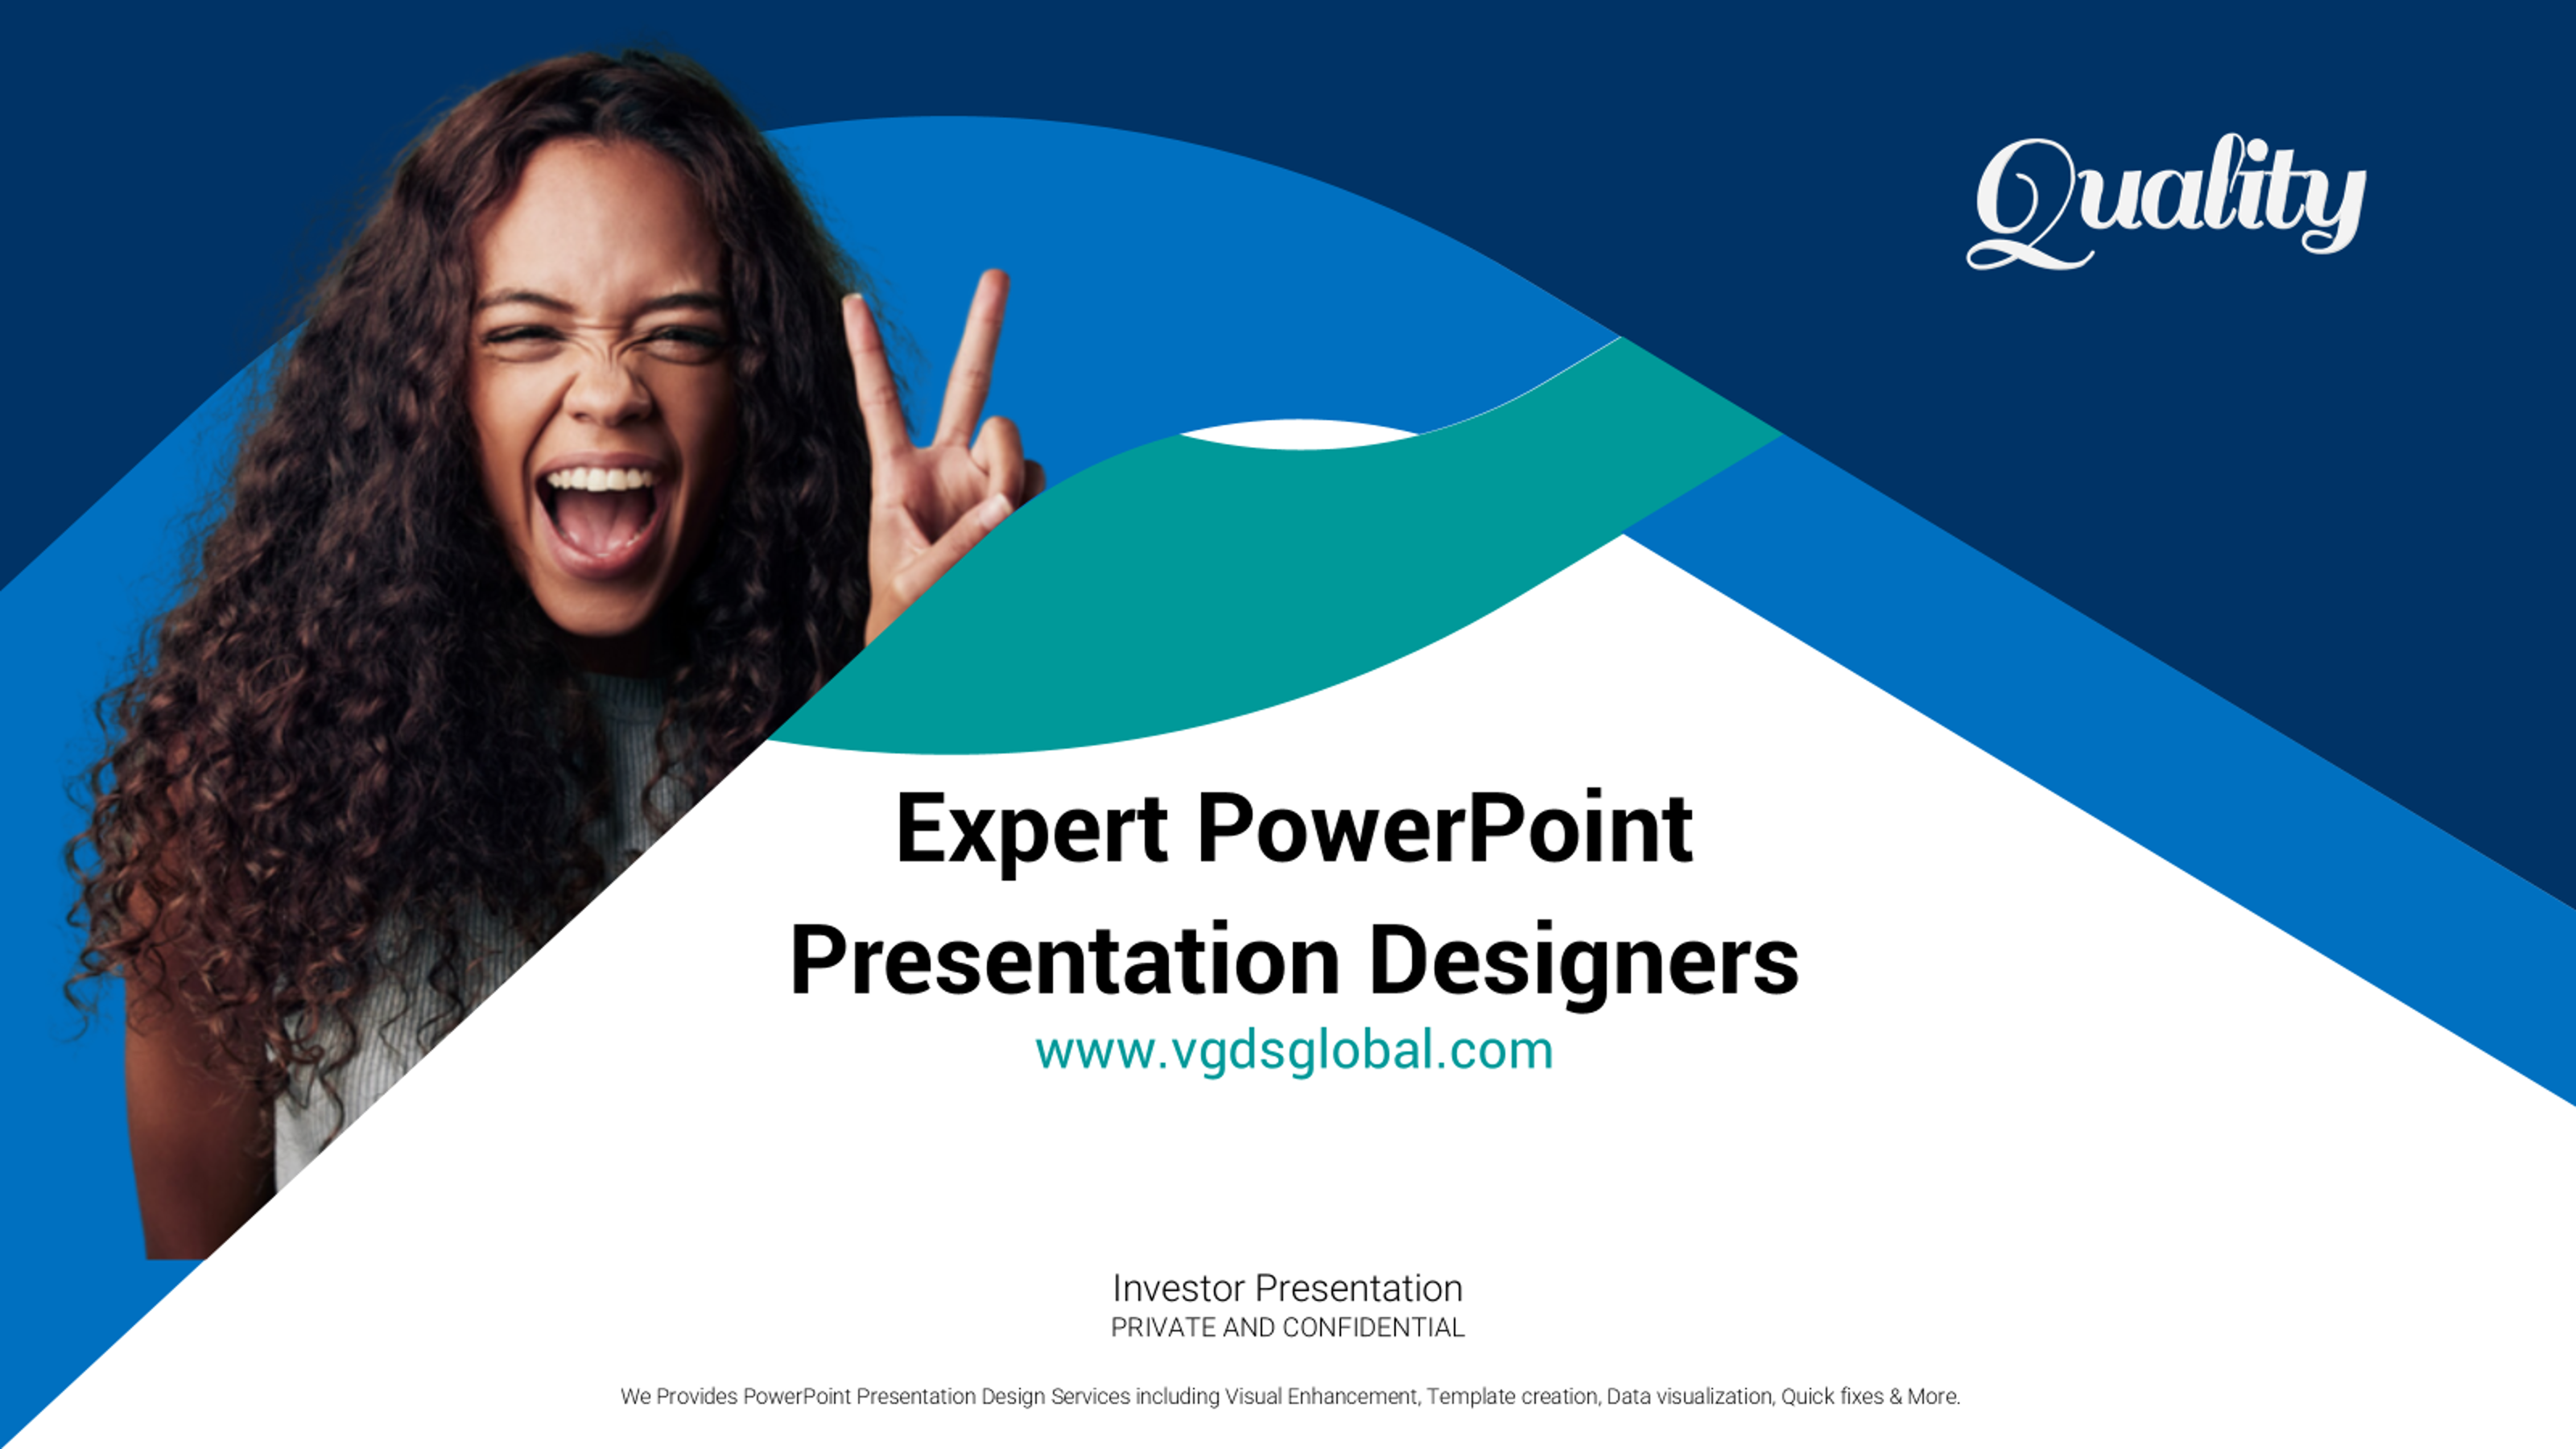 Quality
Expert PowerPoint
Presentation Designers
www.vgdsglobal.com
Investor Presentation
PRIVATE AND CONFIDENTIAL
We Provides PowerPoint Presentation Design Services including Visual Enhancement, Template creation, Data visualization, Quick fixes & More.